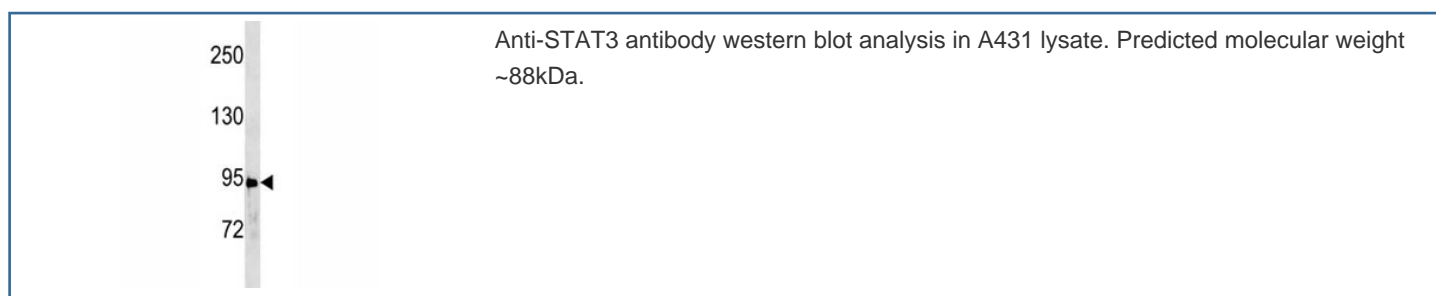 250
130
95
72
Anti-STAT3 antibody western blot analysis in A431 lysate. Predicted molecular weight
~88kDa.